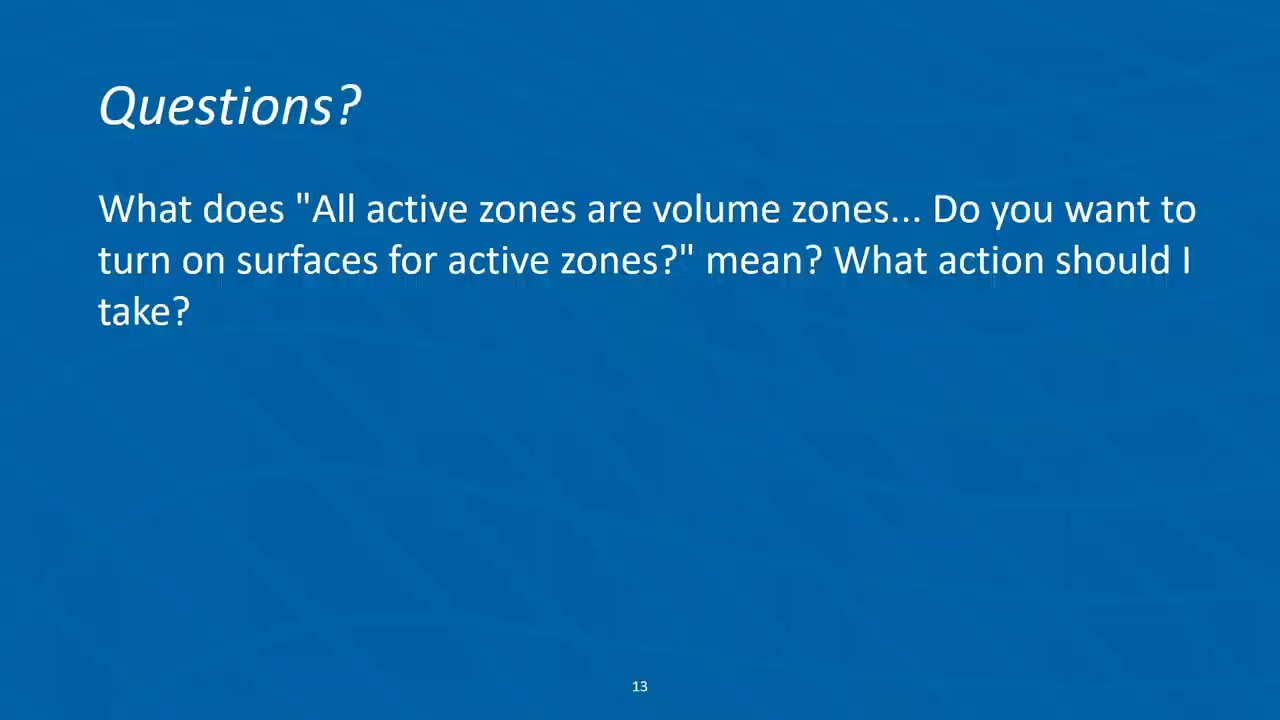 Questions?
What does "All active zones are volume zones... Do you want to
turn on surfaces for active zones?" mean? What action should I
take?
13